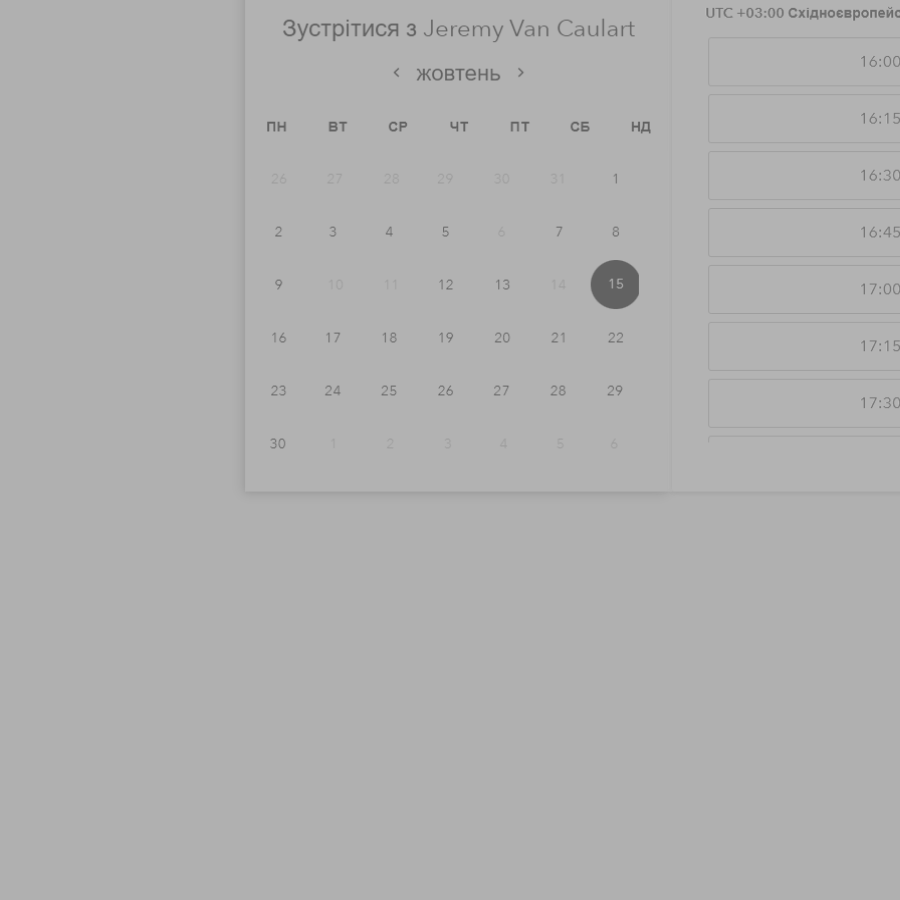 Зустрітися з Jeremy Van Caulart
жовтень
ПН ВТ СР ЧТ ПТ СБ НД
26 27 28 29 30 31 1
2 3 4 5 6 7 8
9 10 11 12 13 14 15
16 17 18 19 20 21 22
23 24 25 26 27 28 29
30 1 2 3 4 5 6
UTC +03:00 Східноєвропейс
16:00
16:15
16:30
16:45
17:00
17:15
17:30